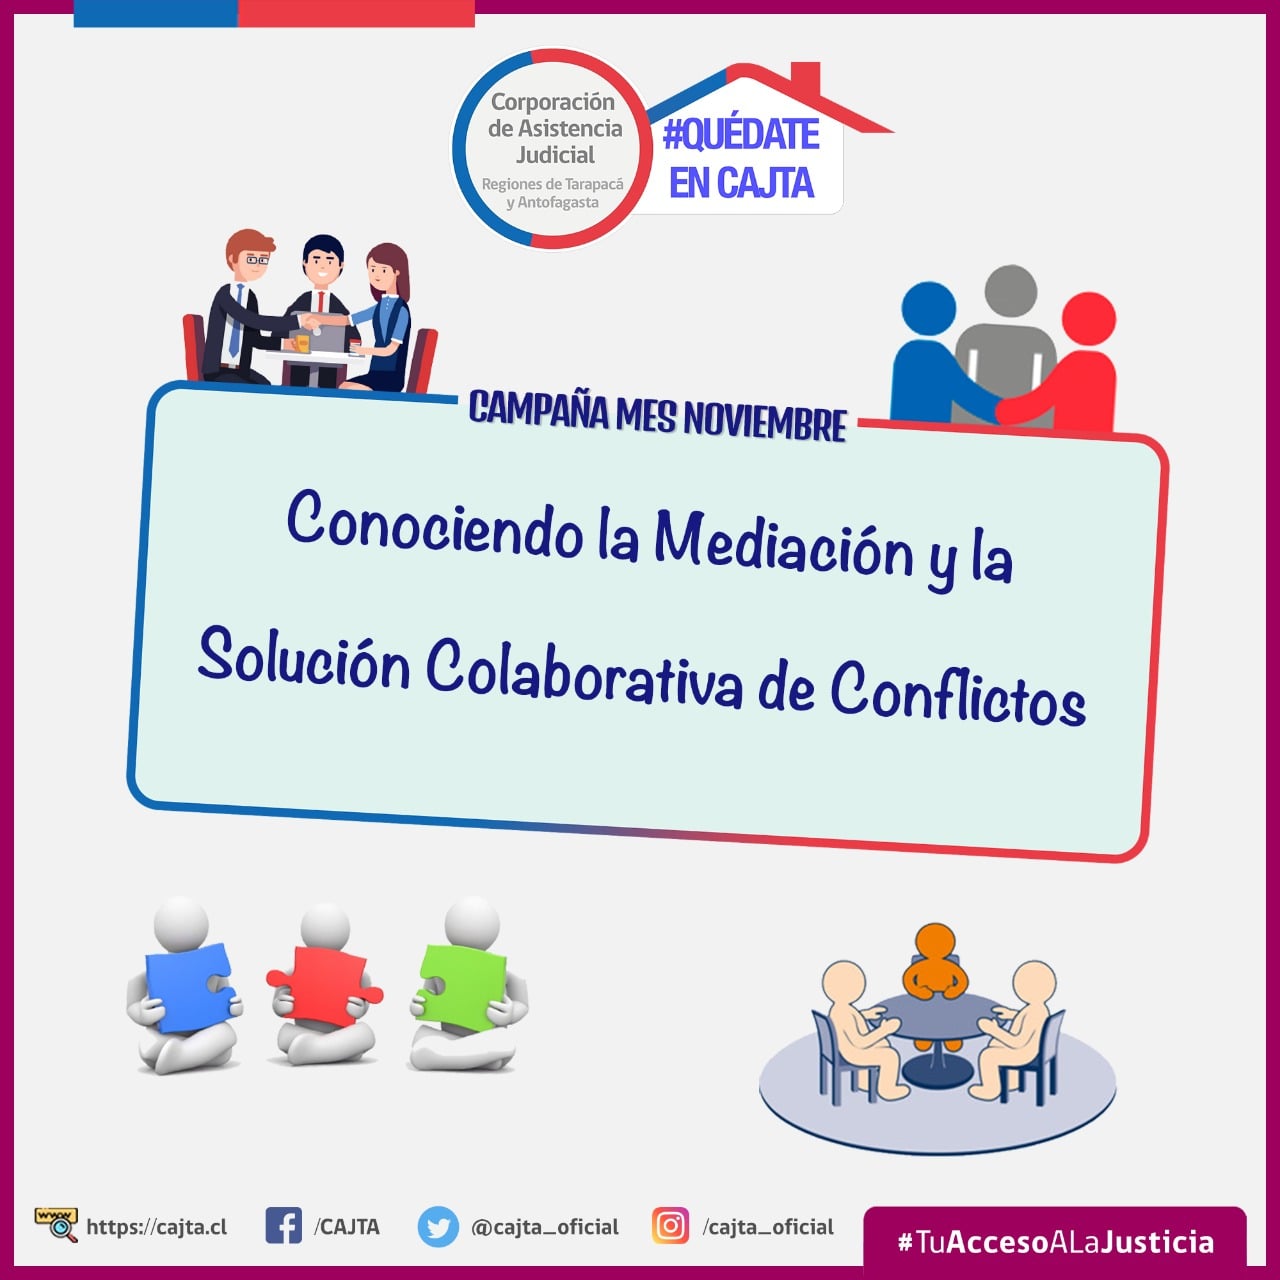 Corporación
de Asistencia
Judicial
Regiones de Tarapacá
y Antofagasta
#QUÉDATE
EN CAJTA
CAMPAÑA MES NOVIEMBRE
Conociendo la Mediación y la
Solución Colaborativa de Conflictos
www
https://cajta.cl
/CAJTA
@cajta_oficial
/cajta_oficial
#TuAccesoALaJusticia